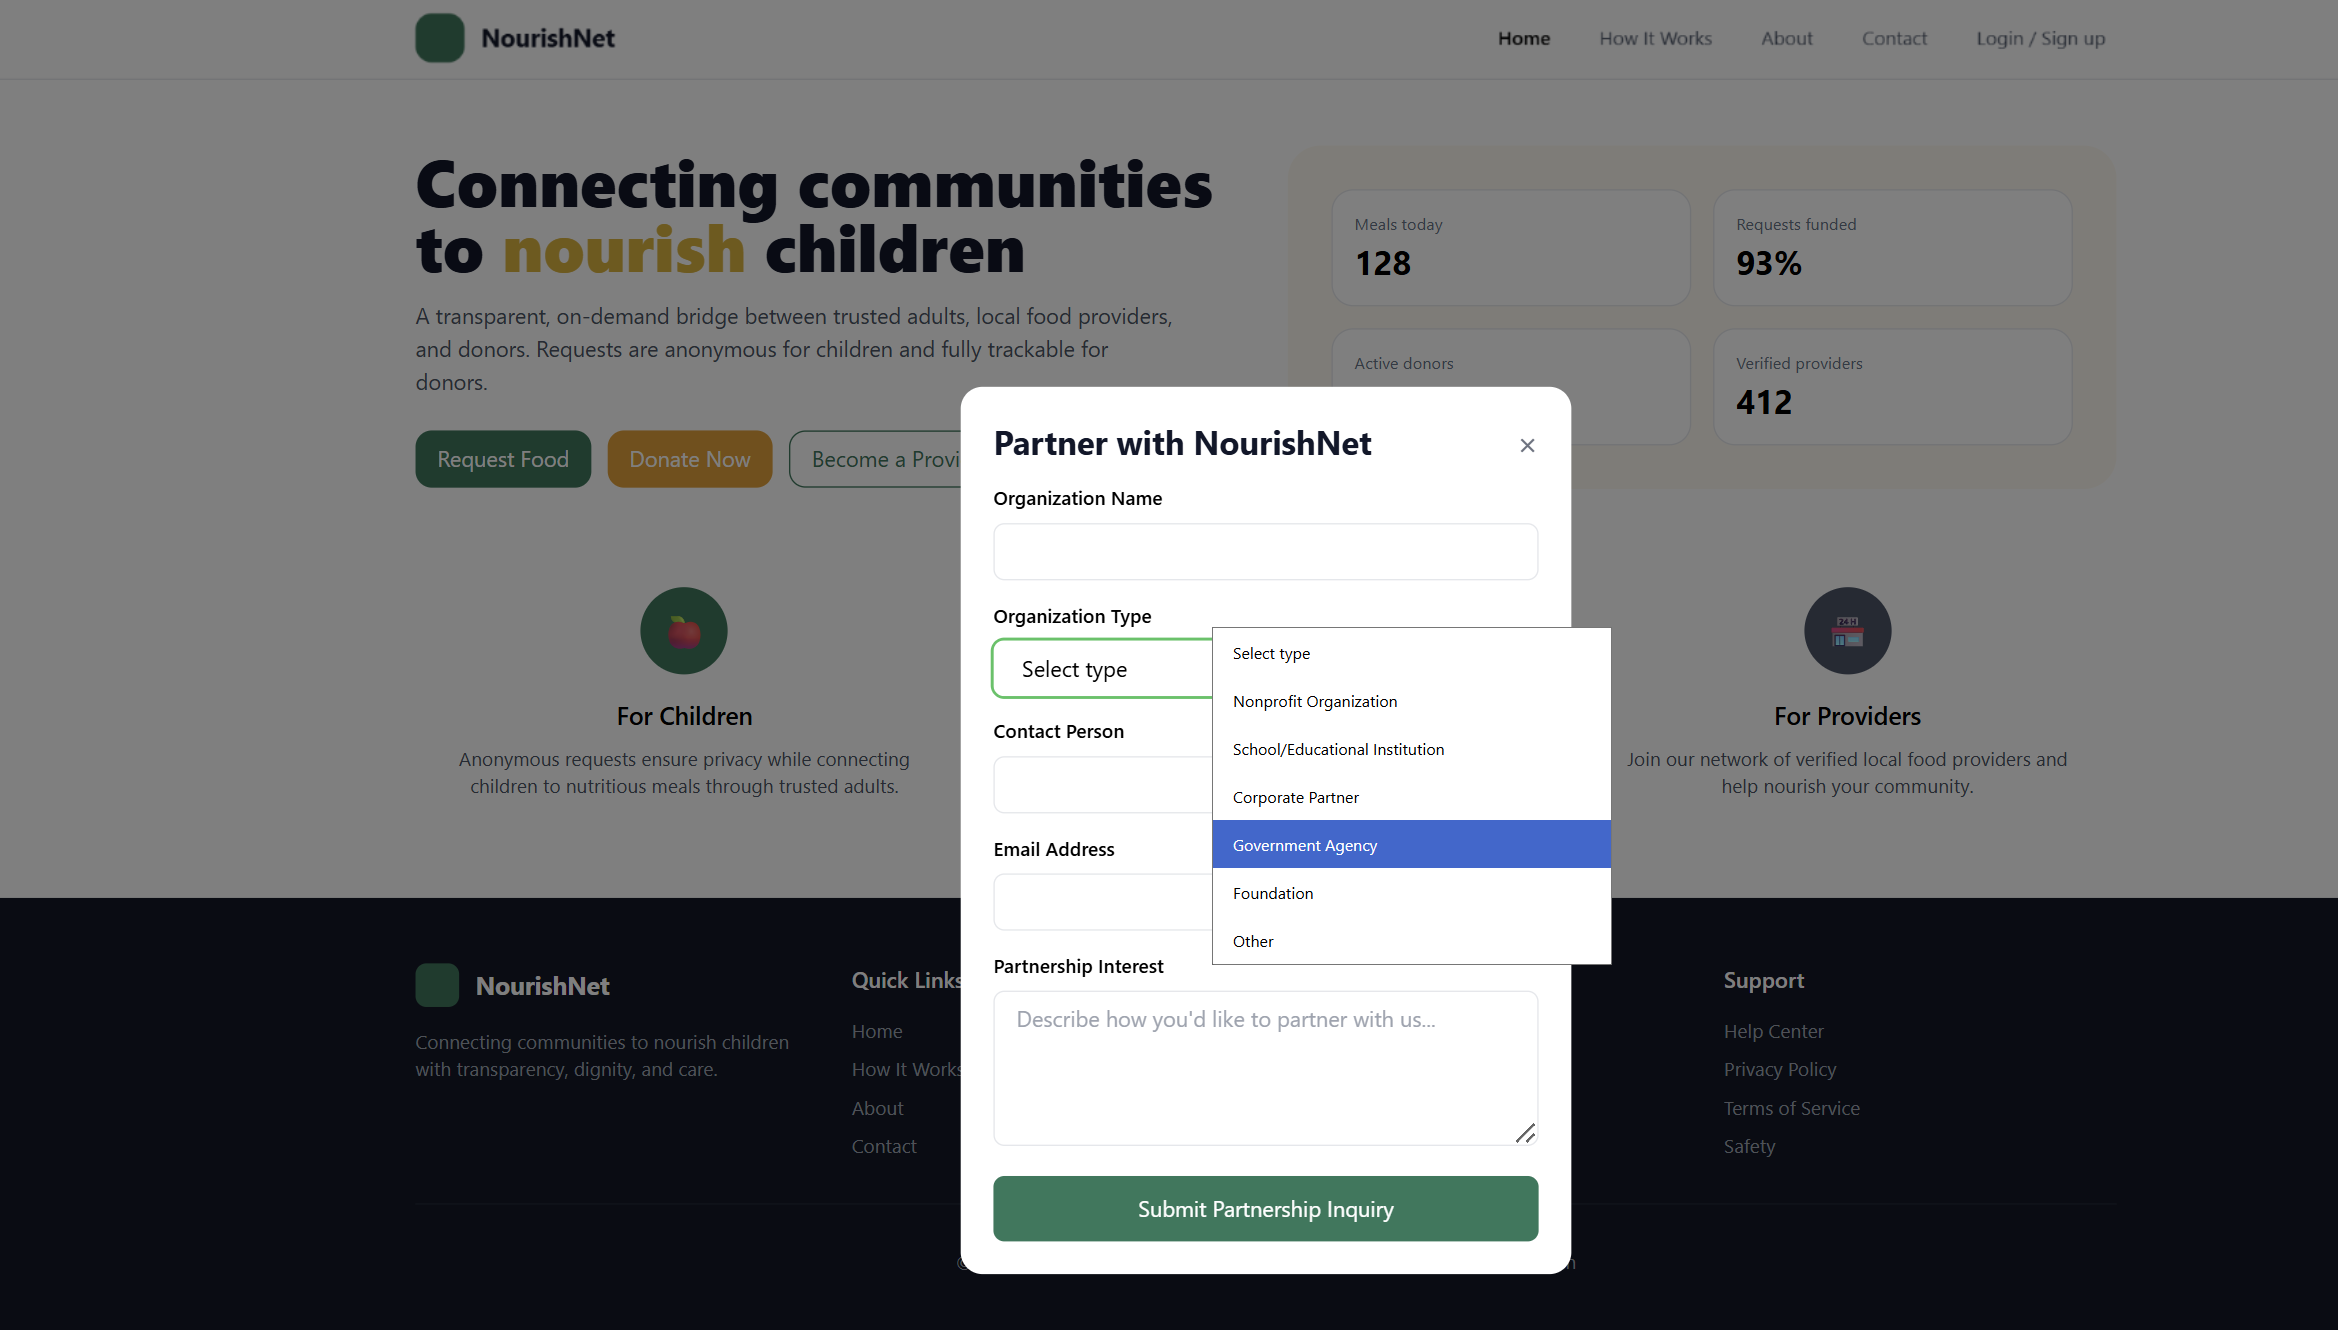 NourishNet
Home
How It Works
About
Contact
Login / Sign up
Connecting communities
to nourish children
A transparent, on-demand bridge between trusted adults, local food providers,
and donors. Requests are anonymous for children and fully trackable for
donors.
Request Food
Donate Now
Become a Provi
Meals today
128
Requests funded
93%
Active donors
Verified providers
412
Partner with NourishNet
×
Organization Name
Organization Type
Select type
Select type
Nonprofit Organization
School/Educational Institution
Corporate Partner
Government Agency
Foundation
Other
Contact Person
Email Address
Partnership Interest
Describe how you'd like to partner with us...
Submit Partnership Inquiry
For Children
Anonymous requests ensure privacy while connecting
children to nutritious meals through trusted adults.
24 H
For Providers
Join our network of verified local food providers and
help nourish your community.
NourishNet
Connecting communities to nourish children
with transparency, dignity, and care.
Quick Links
Home
How It Works
About
Contact
Support
Help Center
Privacy Policy
Terms of Service
Safety